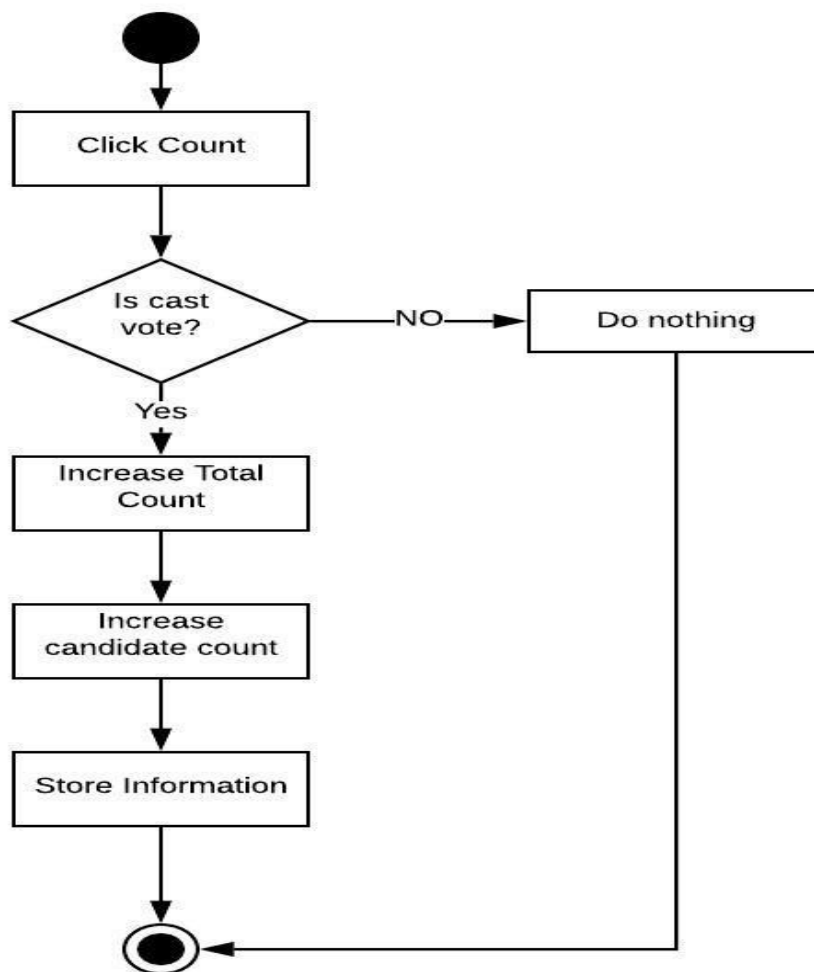 Click Count
Is cast
vote?
NO
Do nothing
Yes
Increase Total
Count
Increase
candidate count
Store Information